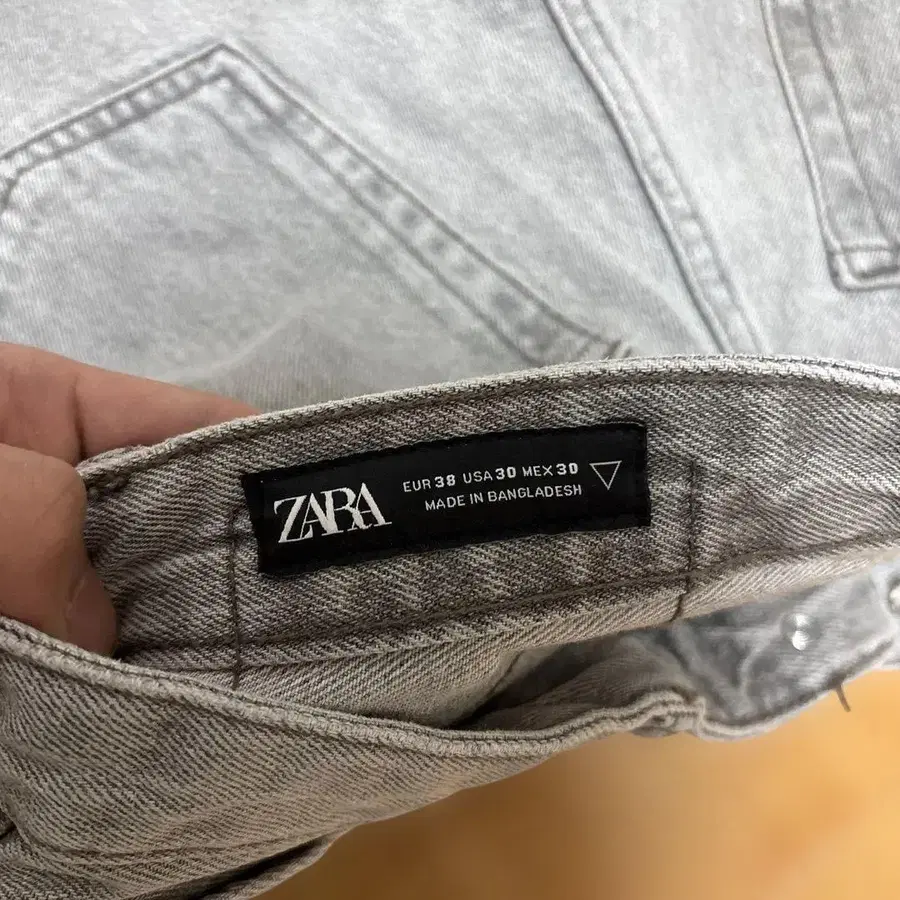 ZARA
EUR 38 USA 30 MEX 30
MADE IN BANGLADESH